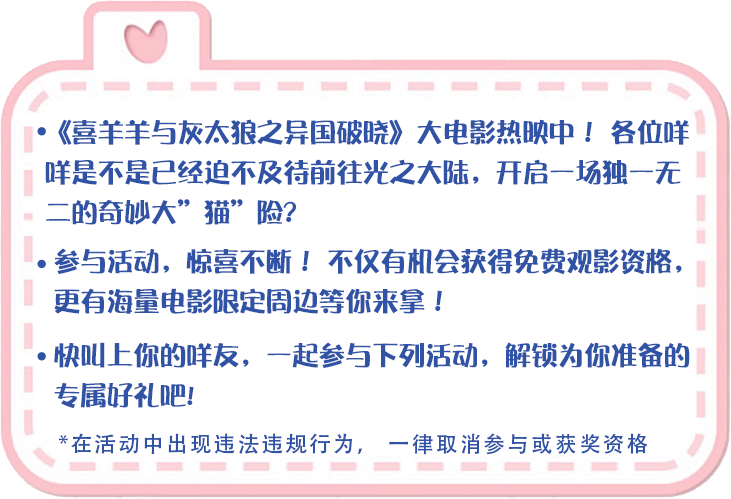 •《喜羊羊与灰太狼之异国破晓》大电影热映中！各位咩
咩是不是已经迫不及待前往光之大陆，开启一场独一无
二的奇妙大”猫”险？
•参与活动，惊喜不断！不仅有机会获得免费观影资格，
更有海量电影限定周边等你来拿！
•快叫上你的咩友，一起参与下列活动，解锁为你准备的
专属好礼吧！
*在活动中出现违法违规行为，一律取消参与或获奖资格